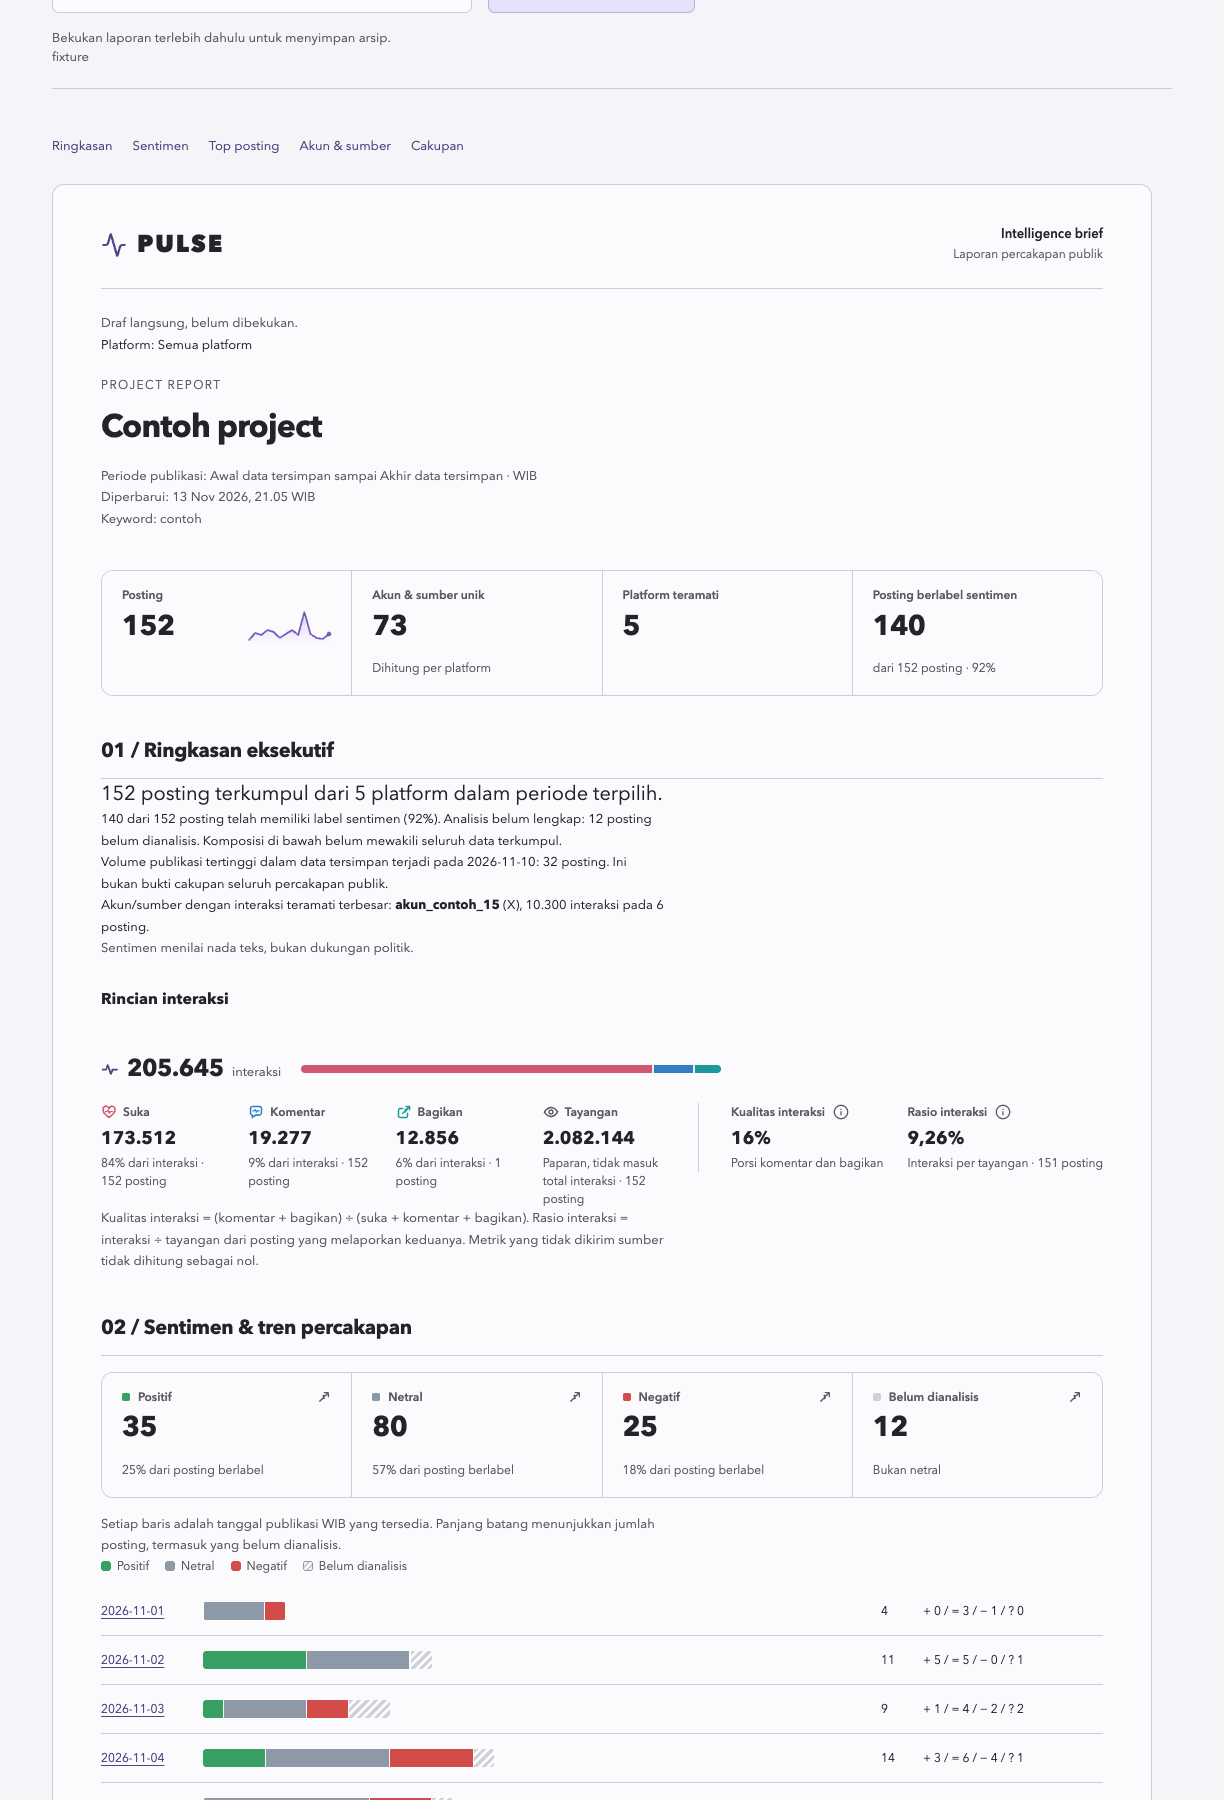 Bekukan laporan terlebih dahulu untuk menyimpan arsip.
fixture
Ringkasan Sentimen Top posting Akun & sumber Cakupan
PULSE
Intelligence brief
Laporan percakapan publik
Draf langsung, belum dibekukan.
Platform: Semua platform
PROJECT REPORT
Contoh project
Periode publikasi: Awal data tersimpan sampai Akhir data tersimpan · WIB
Diperbarui: 13 Nov 2026, 21.05 WIB
Keyword: contoh
Posting
152
Akun & sumber unik
73
Dihitung per platform
Platform teramati
5
Posting berlabel sentimen
140
dari 152 posting · 92%
01 / Ringkasan eksekutif
152 posting terkumpul dari 5 platform dalam periode terpilih.
140 dari 152 posting telah memiliki label sentimen (92%). Analisis belum lengkap: 12 posting
belum dianalisis. Komposisi di bawah belum mewakili seluruh data terkumpul.
Volume publikasi tertinggi dalam data tersimpan terjadi pada 2026-11-10: 32 posting. Ini
bukan bukti cakupan seluruh percakapan publik.
Akun/sumber dengan interaksi teramati terbesar: akun_contoh_15 (X), 10.300 interaksi pada 6
posting.
Sentimen menilai nada teks, bukan dukungan politik.
Rincian interaksi
205.645 interaksi
Suka
173.512
84% dari interaksi ·
152 posting
Komentar
19.277
9% dari interaksi · 152
posting
Bagikan
12.856
6% dari interaksi · 1
posting
Tayangan
2.082.144
Paparan, tidak masuk
total interaksi · 152
posting
Kualitas interaksi
16%
Porsi komentar dan bagikan
Rasio interaksi
9,26%
Interaksi per tayangan · 151 posting
Kualitas interaksi = (komentar + bagikan) ÷ (suka + komentar + bagikan). Rasio interaksi =
interaksi ÷ tayangan dari posting yang melaporkan keduanya. Metrik yang tidak dikirim sumber
tidak dihitung sebagai nol.
02 / Sentimen & tren percakapan
Positif
35
25% dari posting berlabel
Netral
80
57% dari posting berlabel
Negatif
25
18% dari posting berlabel
Belum dianalisis
12
Bukan netral
Setiap baris adalah tanggal publikasi WIB yang tersedia. Panjang batang menunjukkan jumlah
posting, termasuk yang belum dianalisis.
Positif Netral Negatif Belum dianalisis
2026-11-01 4 + 0 / = 3 / − 1 / ? 0
2026-11-02 11 + 5 / = 5 / − 0 / ? 1
2026-11-03 9 + 1 / = 4 / − 2 / ? 2
2026-11-04 14 + 3 / = 6 / − 4 / ? 1